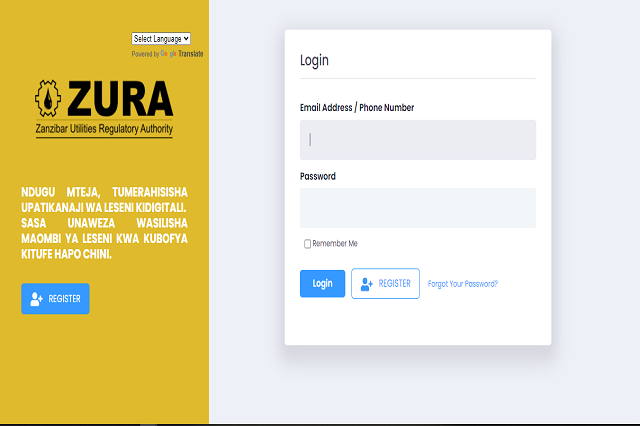 Select Language
Powered by Google Translate
ZURA
Zanzibar Utilities Regulatory Authority
NDUGU MTEJA, TUMERAHISISHA
UPATIKANAJI WA LESENI KIDIGITALI.
SASA UNAWEZA WASILISHA
MAOMBI YA LESENI KWA KUBOFYA
KITUFE HAPO CHINI.
REGISTER
Login
Email Address / Phone Number
Password
Remember Me
Login
REGISTER
Forgot Your Password?